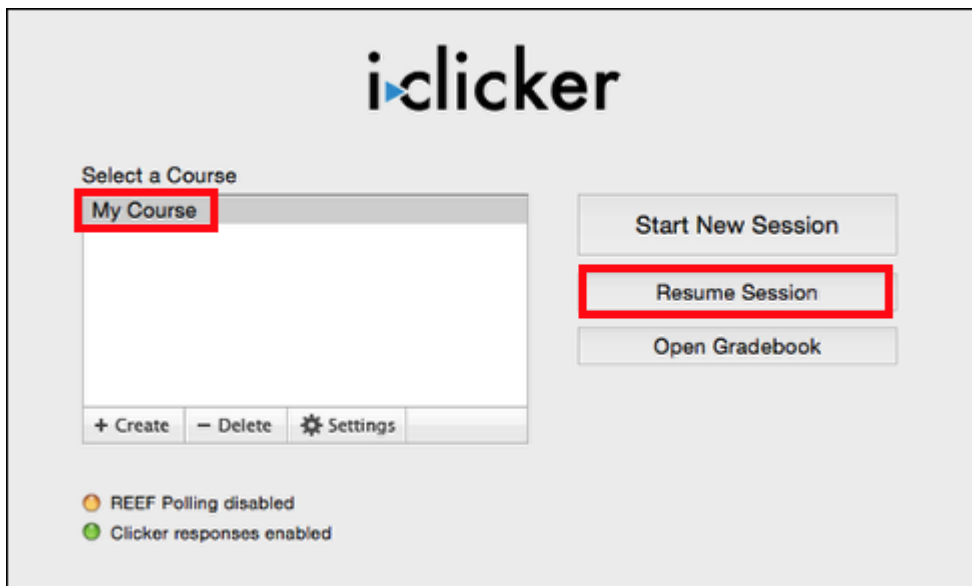 i>clicker
Select a Course
My Course
Start New Session
Resume Session
Open Gradebook
+ Create
− Delete
Settings
REEF Polling disabled
Clicker responses enabled